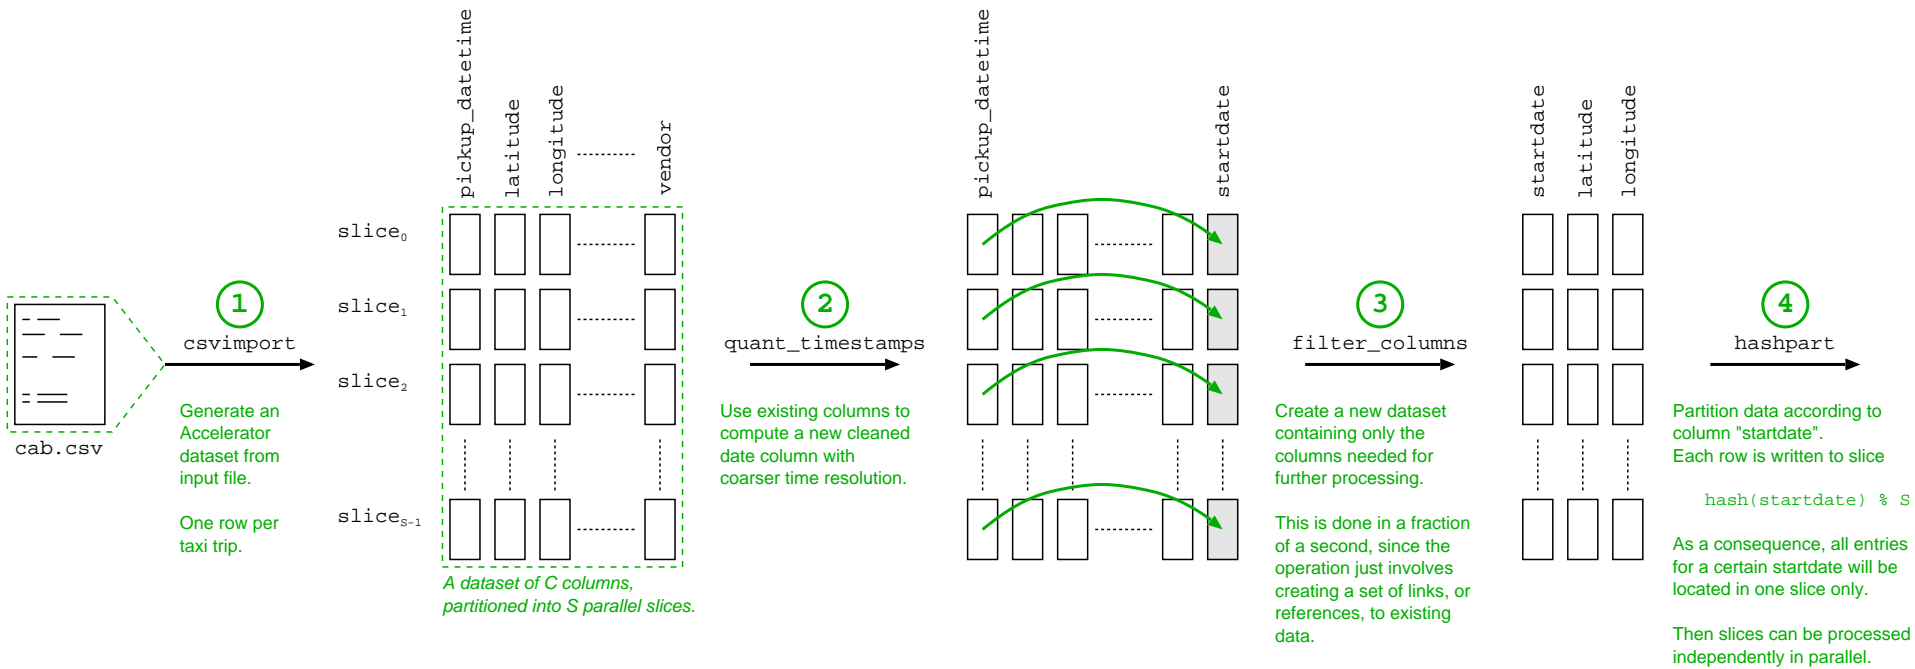 pickup_datetime
latitude
longitude
vendor
pickup_datetime
startdate
startdate
latitude
longitude
slice0
slice1
slice2
sliceS-1
cab.csv
1
csvimport
Generate an
Accelerator
dataset from
input file.
One row per
taxi trip.
A dataset of C columns,
partitioned into S parallel slices.
2
quant_timestamps
Use existing columns to
compute a new cleaned
date column with
coarser time resolution.
3
filter_columns
Create a new dataset
containing only the
columns needed for
further processing.
This is done in a fraction
of a second, since the
operation just involves
creating a set of links, or
references, to existing
data.
4
hashpart
Partition data according to
column "startdate".
Each row is written to slice
hash(startdate) % S
As a consequence, all entries
for a certain startdate will be
located in one slice only.
Then slices can be processed
independently in parallel.